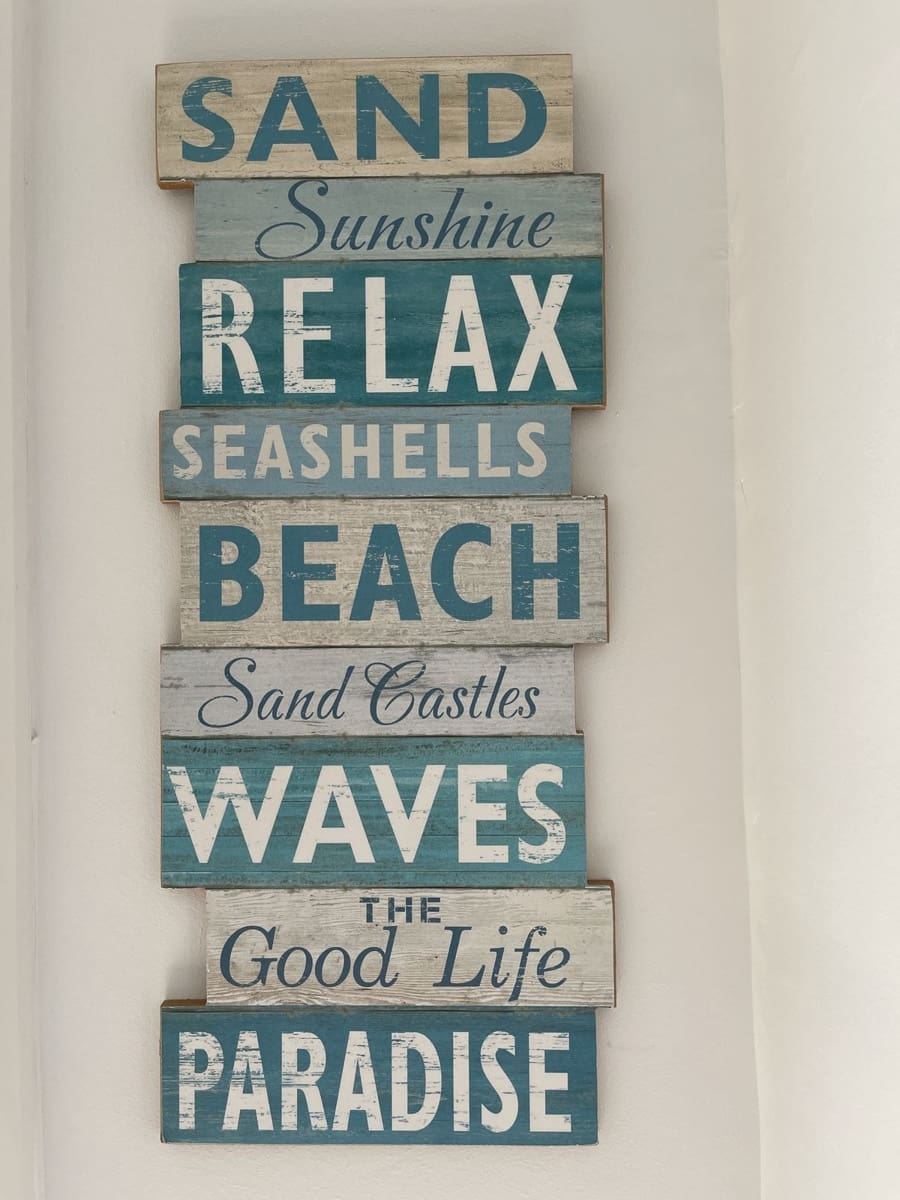 SAND
Sunshine
RELAX
SEASHELLS
BEACH
Sand Castles
WAVES
THE
Good Life
PARADISE